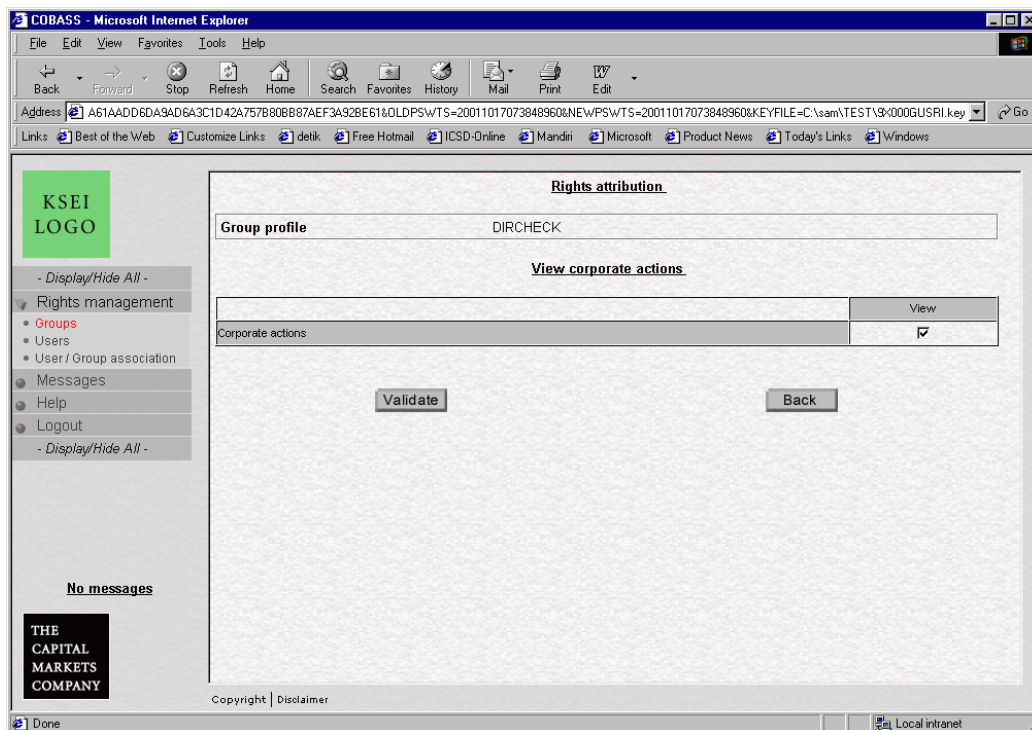 COBASS - Microsoft Internet Explorer
File Edit View Favorites Tools Help
Back Forward Stop Refresh Home Search Favorites History Mail Print Edit
Address A61AADD6DA9AD6A3C1D42A757B80BB87AEF3A92BE61&OLDPSWTS=20011017073848960&NEWPSWTS=20011017073848960&KEYFILE=C:\sam\TEST\9X000GUSRI.key Go
Links Best of the Web Customize Links detik Free Hotmail ICSD-Online Mandiri Microsoft Product News Today's Links Windows
KSEI
LOGO
- Display/Hide All -
Rights management
Groups
Users
User / Group association
Messages
Help
Logout
- Display/Hide All -
No messages
THE
CAPITAL
MARKETS
COMPANY
Rights attribution
Group profile DIRCHECK
View corporate actions
View
Corporate actions
Validate Back
Copyright | Disclaimer
Done Local intranet